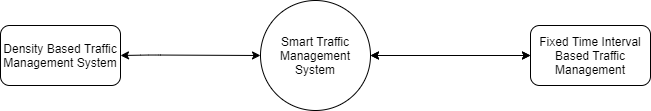 Density Based Traffic
Management System
Smart Traffic
Management
System
Fixed Time Interval
Based Traffic
Management